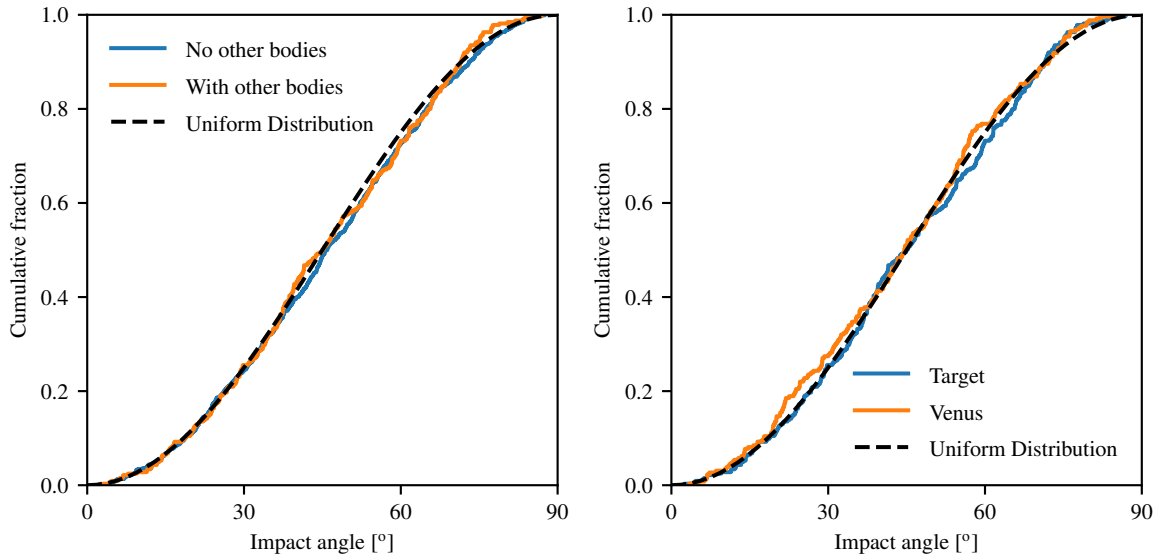 1.0
0.8
0.6
0.4
0.2
0.0
Cumulative fraction
No other bodies
With other bodies
Uniform Distribution
0
30
60
90
Impact angle [°]
1.0
0.8
0.6
0.4
0.2
0.0
Cumulative fraction
Target
Venus
Uniform Distribution
0
30
60
90
Impact angle [°]